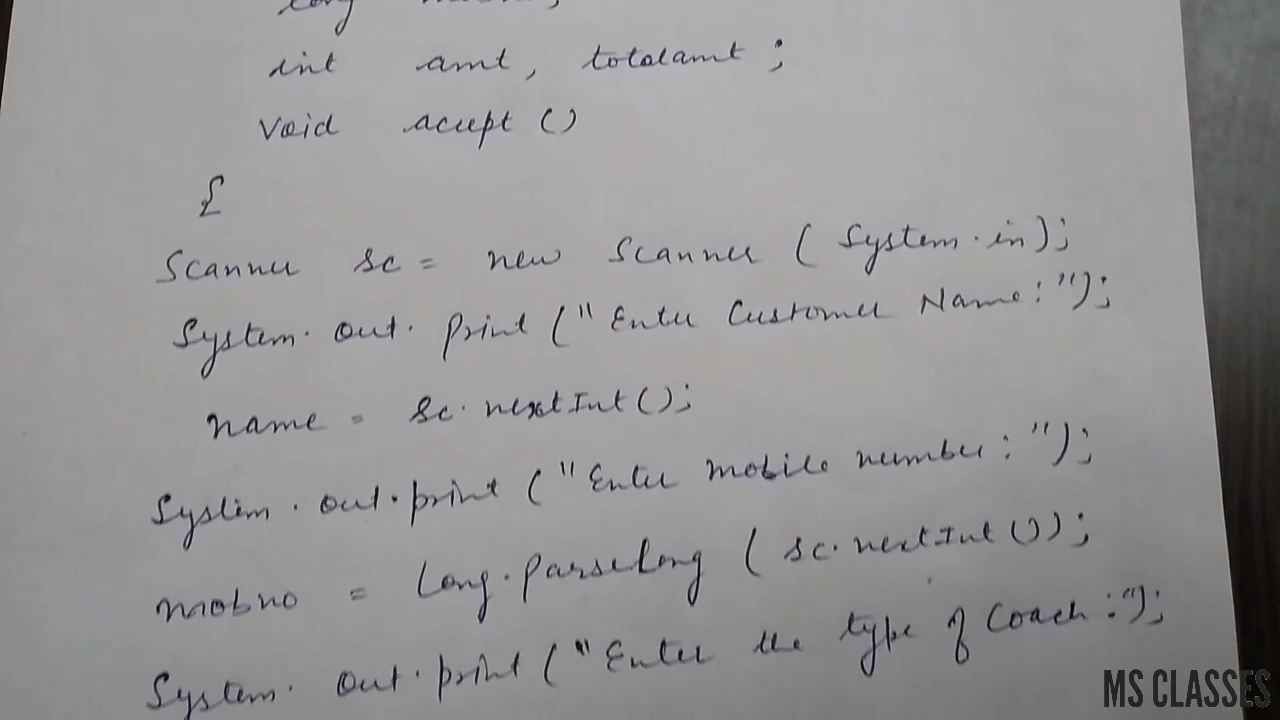 long
int amt, totalamt;
void accept ()
{
Scanner sc = new Scanner ( System.in);
System.out.print ("Enter Customer Name:");
name = sc.nextInt();
System.out.print ("Enter mobile number:");
mobno = Long.parseLong (sc.nextInt());
System.out.print ("Enter the type of Coach:");
MS CLASSES